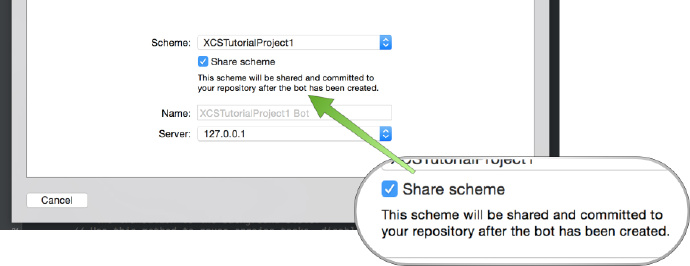 Scheme: XCSTutorialProject1
Share scheme
This scheme will be shared and committed to
your repository after the bot has been created.
Name: XCSTutorialProject1 Bot
Server: 127.0.0.1
Cancel
XCSTutorialProject1
Share scheme
This scheme will be shared and committed to
your repository after the bot has been created.